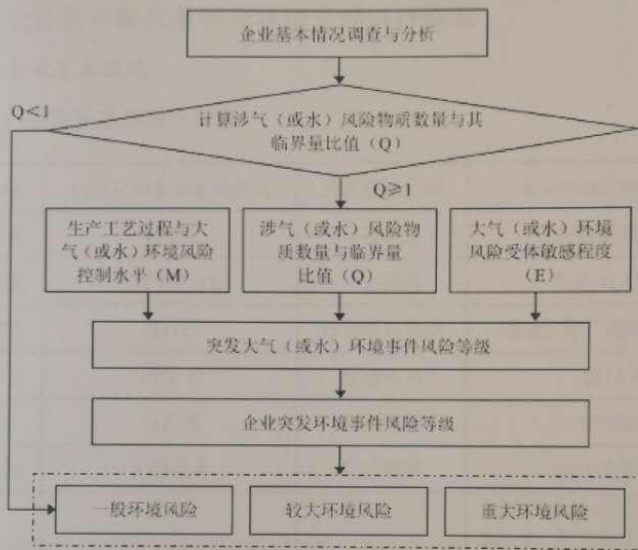 企业基本情况调查与分析
Q＜1
计算涉气（或水）风险物质数量与其
临界量比值（Q）
Q≥1
生产工艺过程与大
气（或水）环境风险
控制水平（M）
涉气（或水）风险物
质数量与临界量
比值（Q）
大气（或水）环境
风险受体敏感程度
（E）
突发大气（或水）环境事件风险等级
企业突发环境事件风险等级
一般环境风险
较大环境风险
重大环境风险